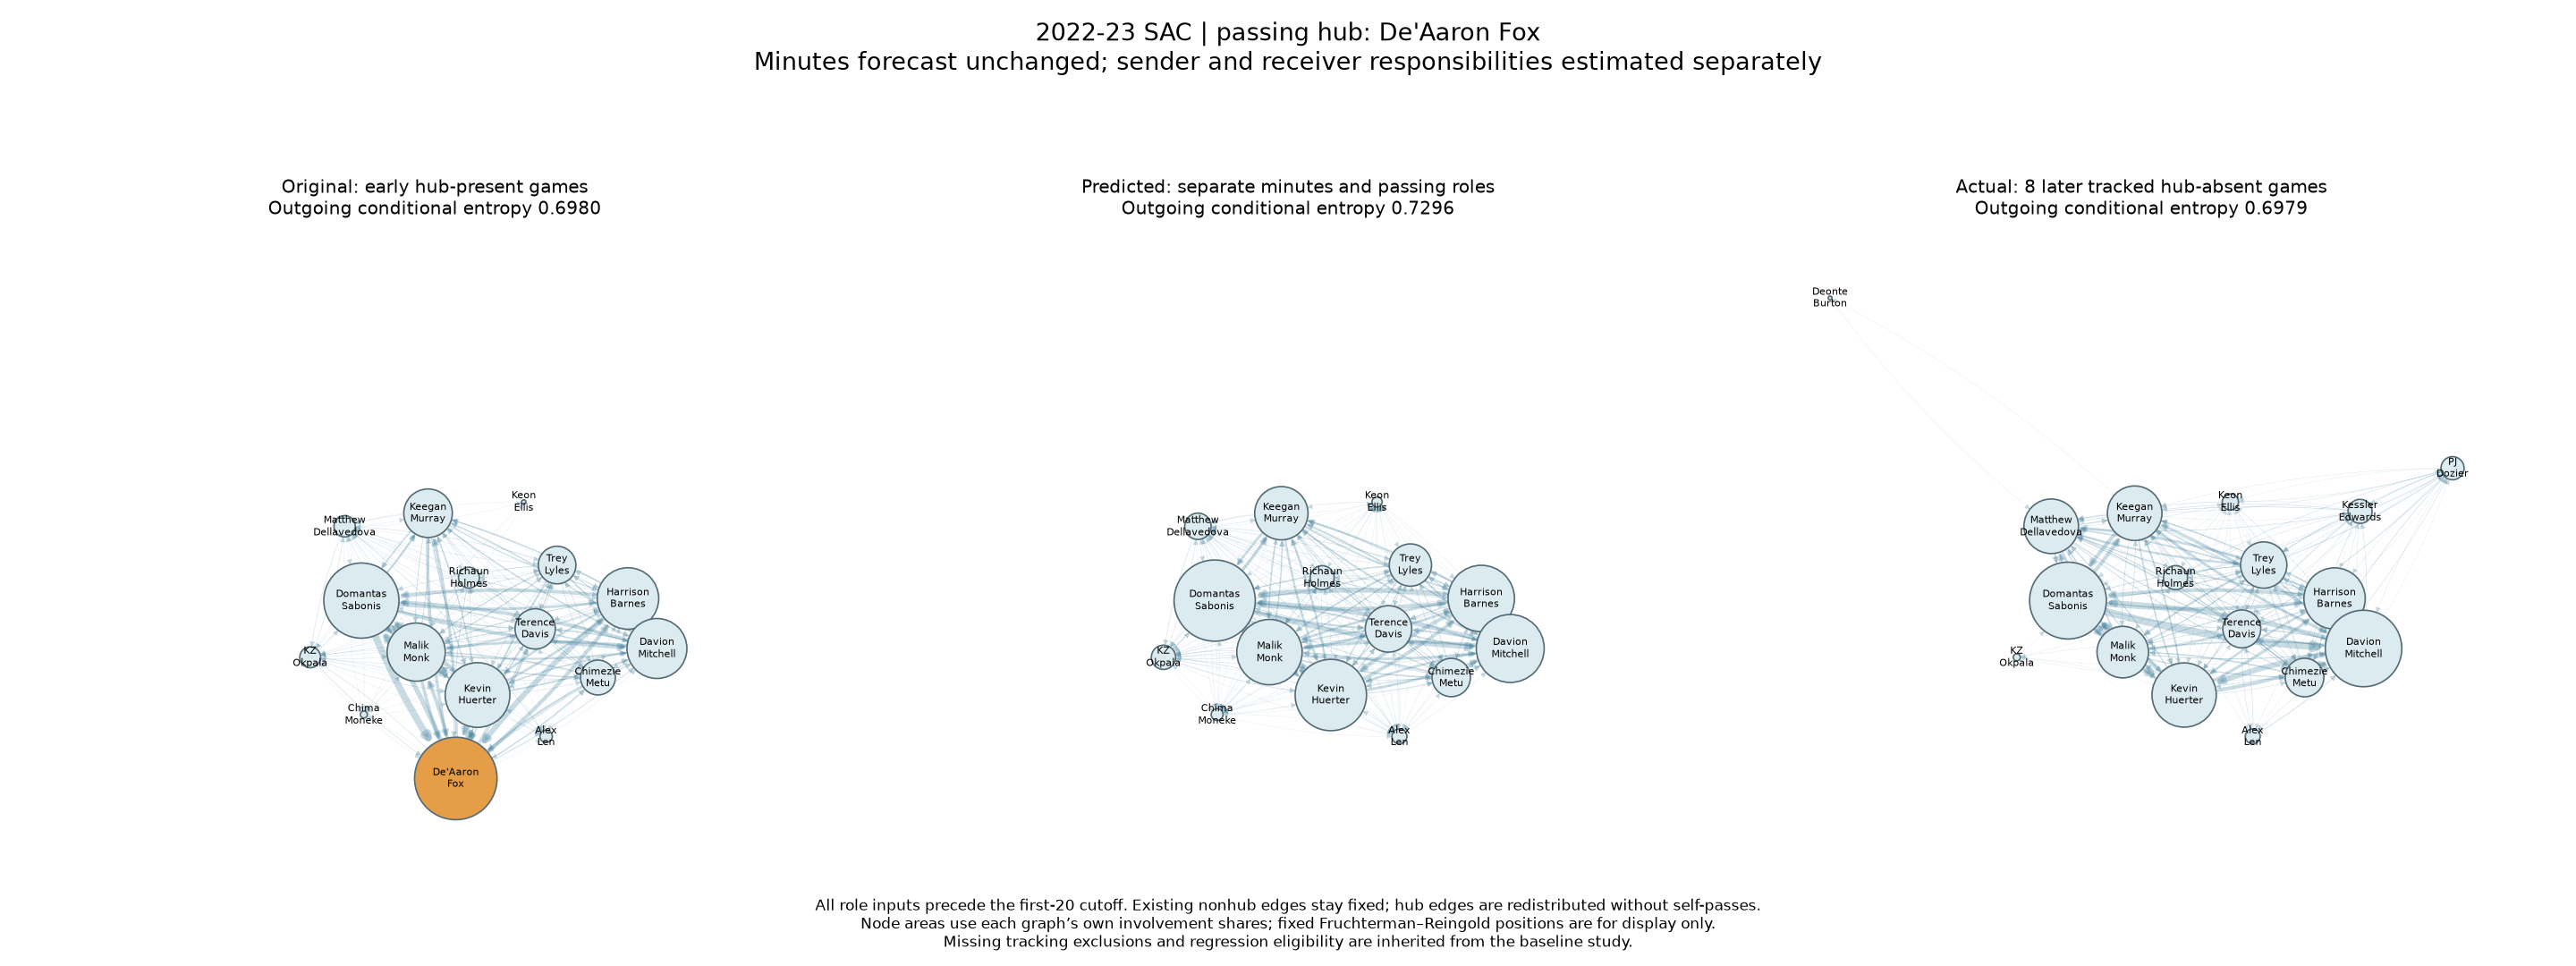 2022-23 SAC | passing hub: De'Aaron Fox
Minutes forecast unchanged; sender and receiver responsibilities estimated separately
Original: early hub-present games
Outgoing conditional entropy 0.6980
Keegan
Murray
Keon
Ellis
Matthew
Dellavedova
Trey
Lyles
Richaun
Holmes
Domantas
Sabonis
Harrison
Barnes
Terence
Davis
Malik
Monk
Davion
Mitchell
KZ
Okpala
Chimezie
Metu
Kevin
Huerter
Chima
Moneke
Alex
Len
De'Aaron
Fox
Predicted: separate minutes and passing roles
Outgoing conditional entropy 0.7296
Keegan
Murray
Keon
Ellis
Matthew
Dellavedova
Trey
Lyles
Richaun
Holmes
Domantas
Sabonis
Harrison
Barnes
Terence
Davis
Malik
Monk
Davion
Mitchell
KZ
Okpala
Chimezie
Metu
Kevin
Huerter
Chima
Moneke
Alex
Len
Actual: 8 later tracked hub-absent games
Outgoing conditional entropy 0.6979
Deonte
Burton
PJ
Dozier
Keegan
Murray
Keon
Ellis
Kessler
Edwards
Matthew
Dellavedova
Trey
Lyles
Richaun
Holmes
Domantas
Sabonis
Harrison
Barnes
Terence
Davis
Malik
Monk
Davion
Mitchell
KZ
Okpala
Chimezie
Metu
Kevin
Huerter
Alex
Len
All role inputs precede the first-20 cutoff. Existing nonhub edges stay fixed; hub edges are redistributed without self-passes.
Node areas use each graph’s own involvement shares; fixed Fruchterman–Reingold positions are for display only.
Missing tracking exclusions and regression eligibility are inherited from the baseline study.